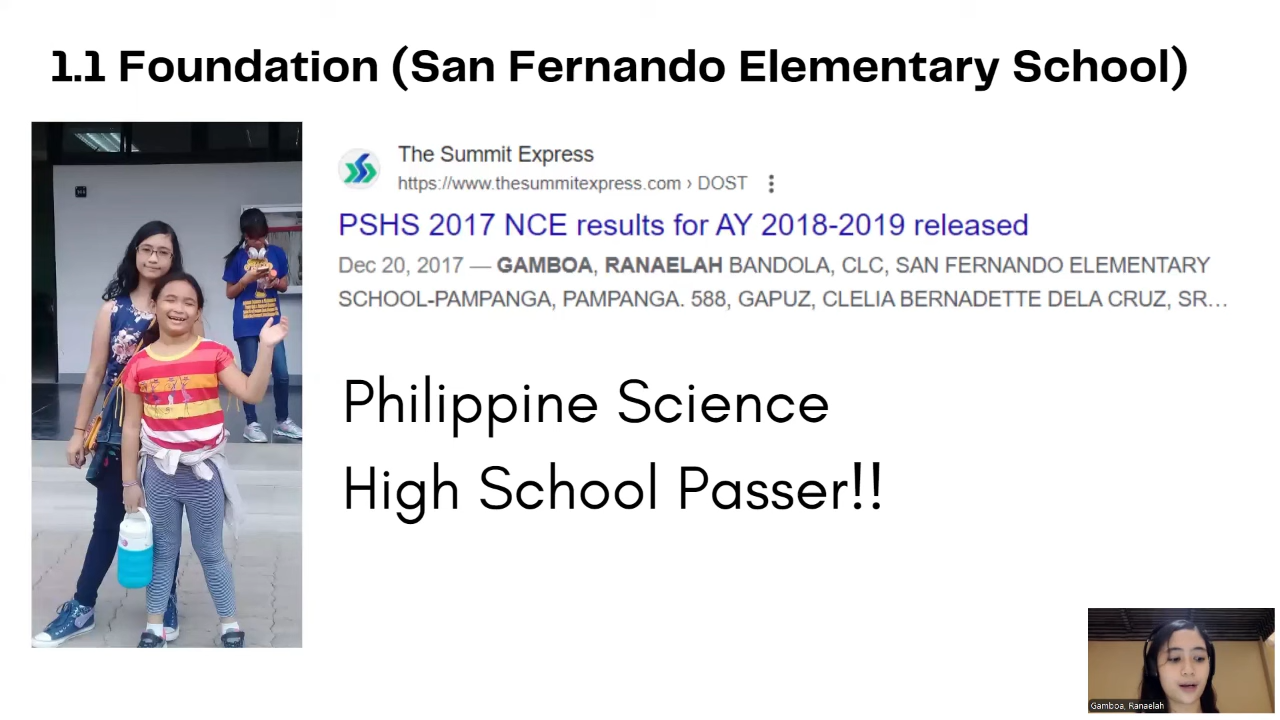 1.1 Foundation (San Fernando Elementary School)
The Summit Express
https://www.thesummitexpress.com › DOST
PSHS 2017 NCE results for AY 2018-2019 released
Dec 20, 2017 — GAMBOA, RANAELAH BANDOLA, CLC, SAN FERNANDO ELEMENTARY
SCHOOL-PAMPANGA, PAMPANGA. 588, GAPUZ, CLELIA BERNADETTE DELA CRUZ, SR...
Philippine Science
High School Passer!!
Gamboa, Ranaelah